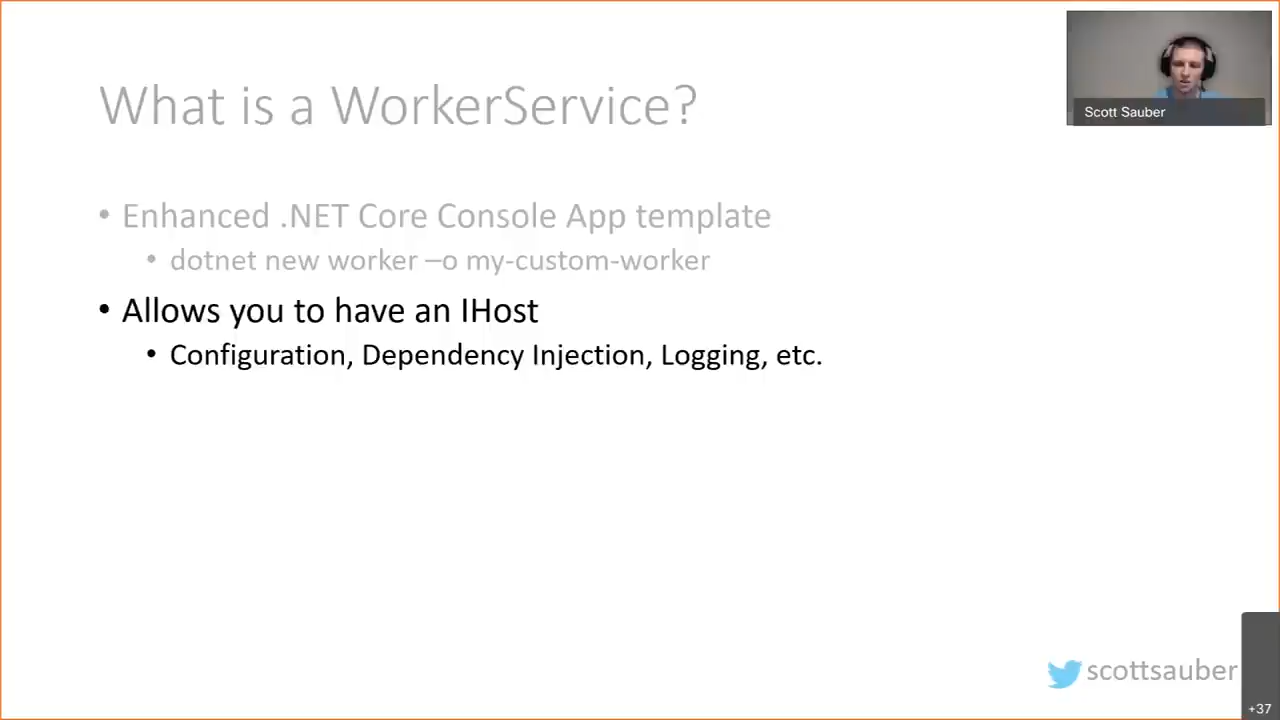 What is a WorkerService?
Scott Sauber
• Enhanced .NET Core Console App template
• dotnet new worker –o my-custom-worker
• Allows you to have an IHost
• Configuration, Dependency Injection, Logging, etc.
scottsauber
+37